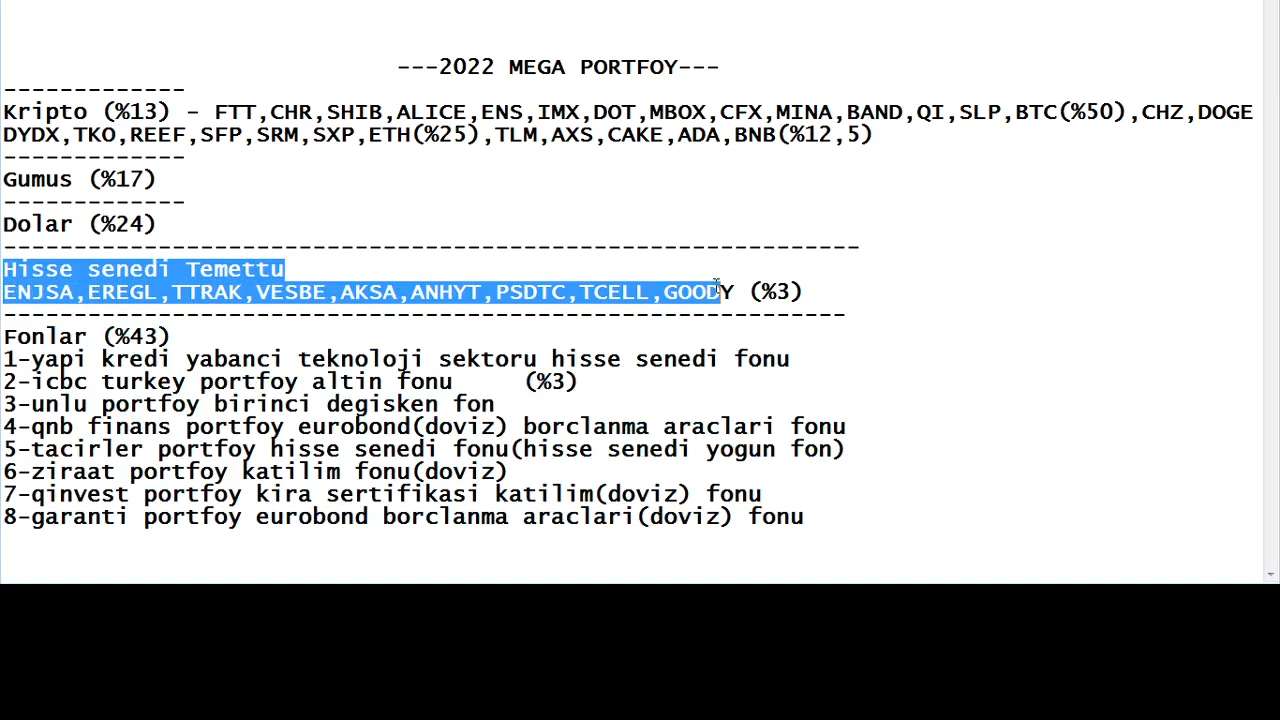 ---2022 MEGA PORTFOY---
-------------
Kripto (%13) - FTT,CHR,SHIB,ALICE,ENS,IMX,DOT,MBOX,CFX,MINA,BAND,QI,SLP,BTC(%50),CHZ,DOGE
DYDX,TKO,REEF,SFP,SRM,SXP,ETH(%25),TLM,AXS,CAKE,ADA,BNB(%12,5)
-------------
Gumus (%17)
-------------
Dolar (%24)
-------------------------------------------------------------
Hisse senedi Temettu
ENJSA,EREGL,TTRAK,VESBE,AKSA,ANHYT,PSDTC,TCELL,GOODY (%3)
------------------------------------------------------------
Fonlar (%43)
1-yapi kredi yabanci teknoloji sektoru hisse senedi fonu
2-icbc turkey portfoy altin fonu     (%3)
3-unlu portfoy birinci degisken fon
4-qnb finans portfoy eurobond(doviz) borclanma araclari fonu
5-tacirler portfoy hisse senedi fonu(hisse senedi yogun fon)
6-ziraat portfoy katilim fonu(doviz)
7-qinvest portfoy kira sertifikasi katilim(doviz) fonu
8-garanti portfoy eurobond borclanma araclari(doviz) fonu